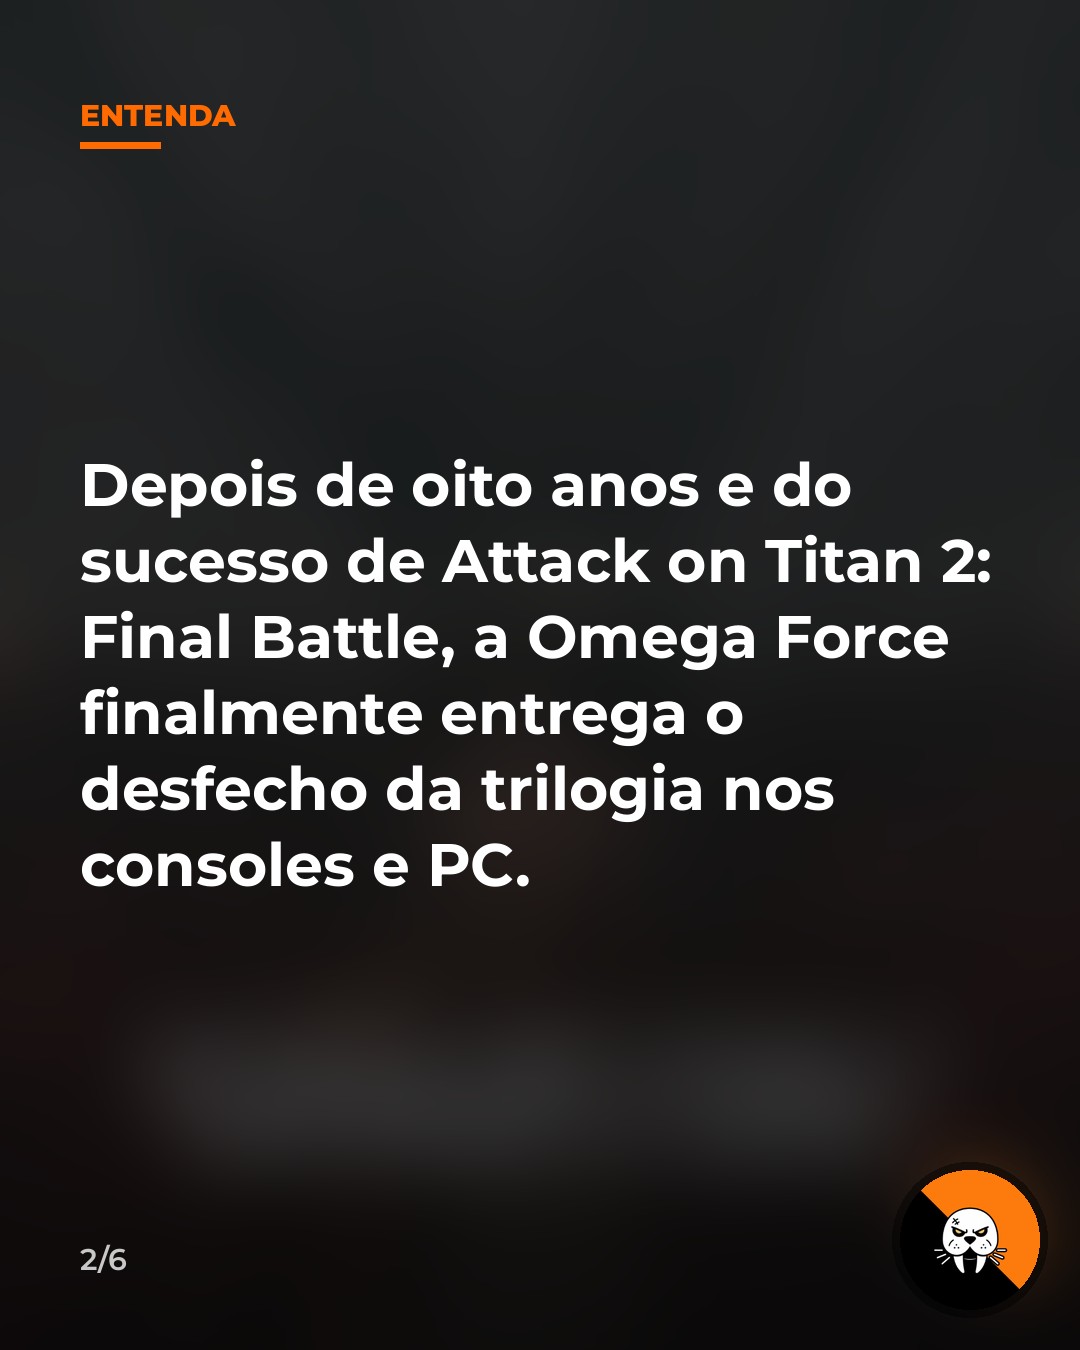 ENTENDA
Depois de oito anos e do
sucesso de Attack on Titan 2:
Final Battle, a Omega Force
finalmente entrega o
desfecho da trilogia nos
consoles e PC.
2/6